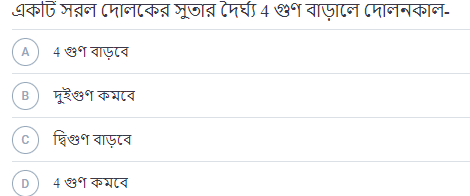 একটি সরল দোলকের সুতার দৈর্ঘ্য 4 গুণ বাড়ালে দোলনকাল-
A 4 গুণ বাড়বে
B দুইগুণ কমবে
C দ্বিগুণ বাড়বে
D 4 গুণ কমবে